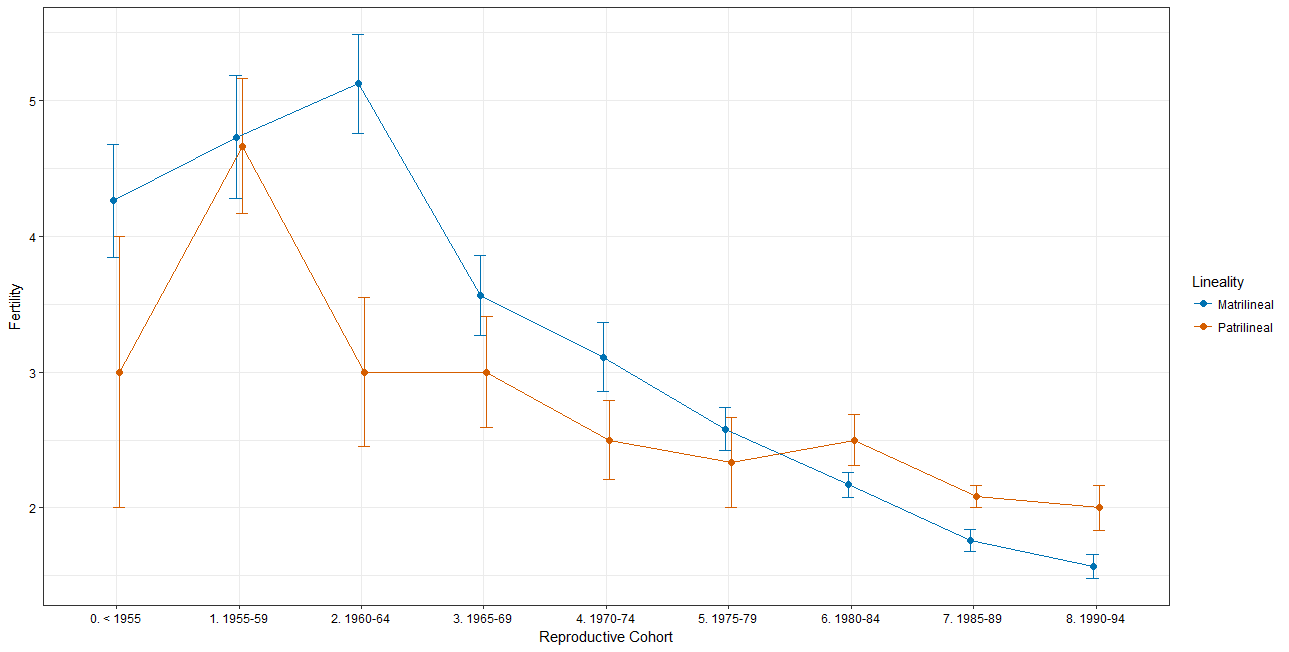 Fertility
5
4
3
2
0. < 1955
1. 1955-59
2. 1960-64
3. 1965-69
4. 1970-74
5. 1975-79
6. 1980-84
7. 1985-89
8. 1990-94
Reproductive Cohort
Lineality
Matrilineal
Patrilineal